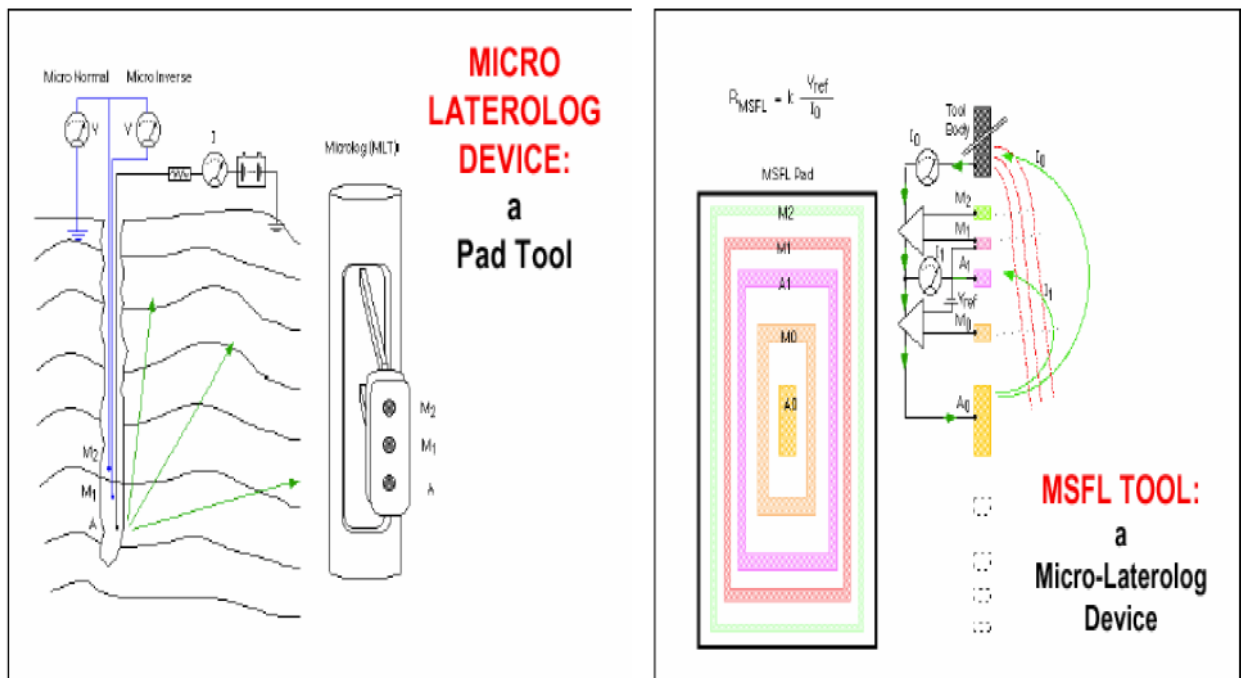 Micro Normal Micro Inverse
V V
I
MICRO
LATEROLOG
DEVICE:
a
Pad Tool
Microlog (MLT)
M2
M1
A
M2
M1
A
RMSFL = k Vref
I0
MSFL Pad
M2
M1
A1
M0
A0
Tool
Body
I0
I0
M2
M1
I1
A1
I1
Vref
M0
A0
MSFL TOOL:
a
Micro-Laterolog
Device